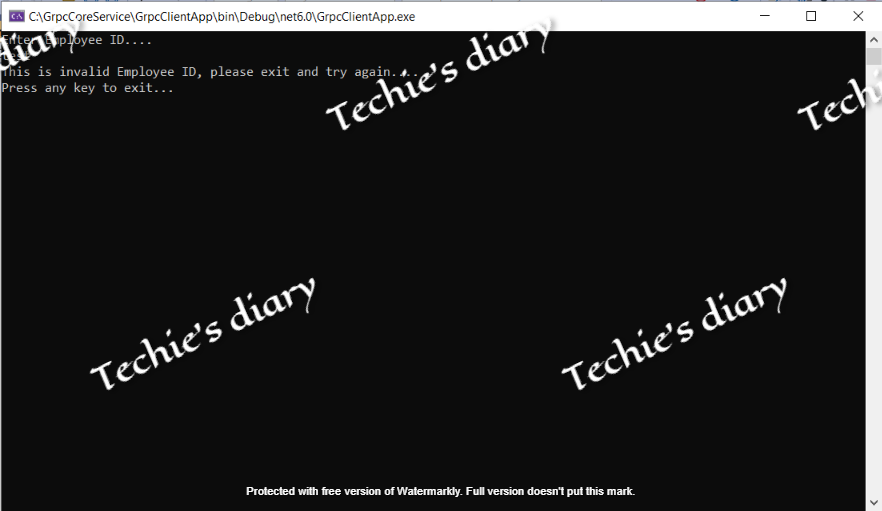 C:\GrpcCoreService\GrpcClientApp\bin\Debug\net6.0\GrpcClientApp.exe
Enter Employee ID....
This is invalid Employee ID, please exit and try again....
Press any key to exit...
diary
Techie's diary
Techi
Techie's diary
Techie's diary
Protected with free version of Watermarkly. Full version doesn't put this mark.